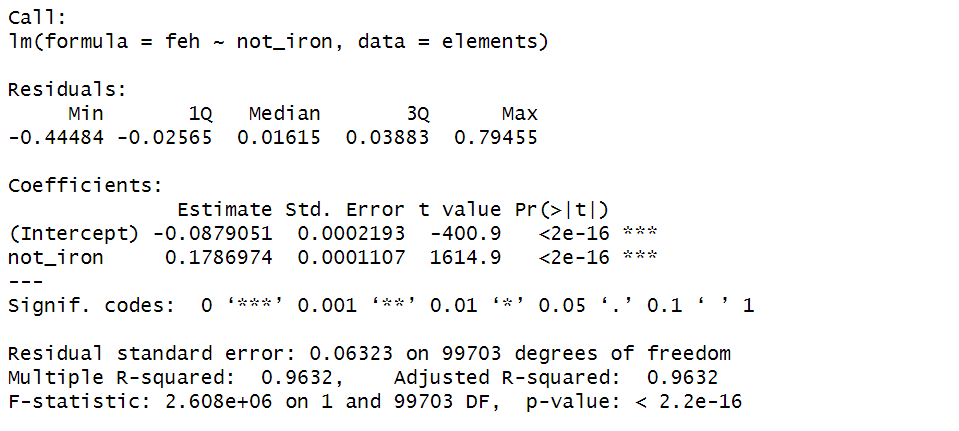 Call:
lm(formula = feh ~ not_iron, data = elements)
Residuals:
Min 1Q Median 3Q Max
-0.44484 -0.02565 0.01615 0.03883 0.79455
Coefficients:
Estimate Std. Error t value Pr(>|t|)
(Intercept) -0.0879051 0.0002193 -400.9 <2e-16 ***
not_iron 0.1786974 0.0001107 1614.9 <2e-16 ***
---
Signif. codes: 0 ‘***’ 0.001 ‘**’ 0.01 ‘*’ 0.05 ‘.’ 0.1 ‘ ’ 1
Residual standard error: 0.06323 on 99703 degrees of freedom
Multiple R-squared: 0.9632, Adjusted R-squared: 0.9632
F-statistic: 2.608e+06 on 1 and 99703 DF, p-value: < 2.2e-16